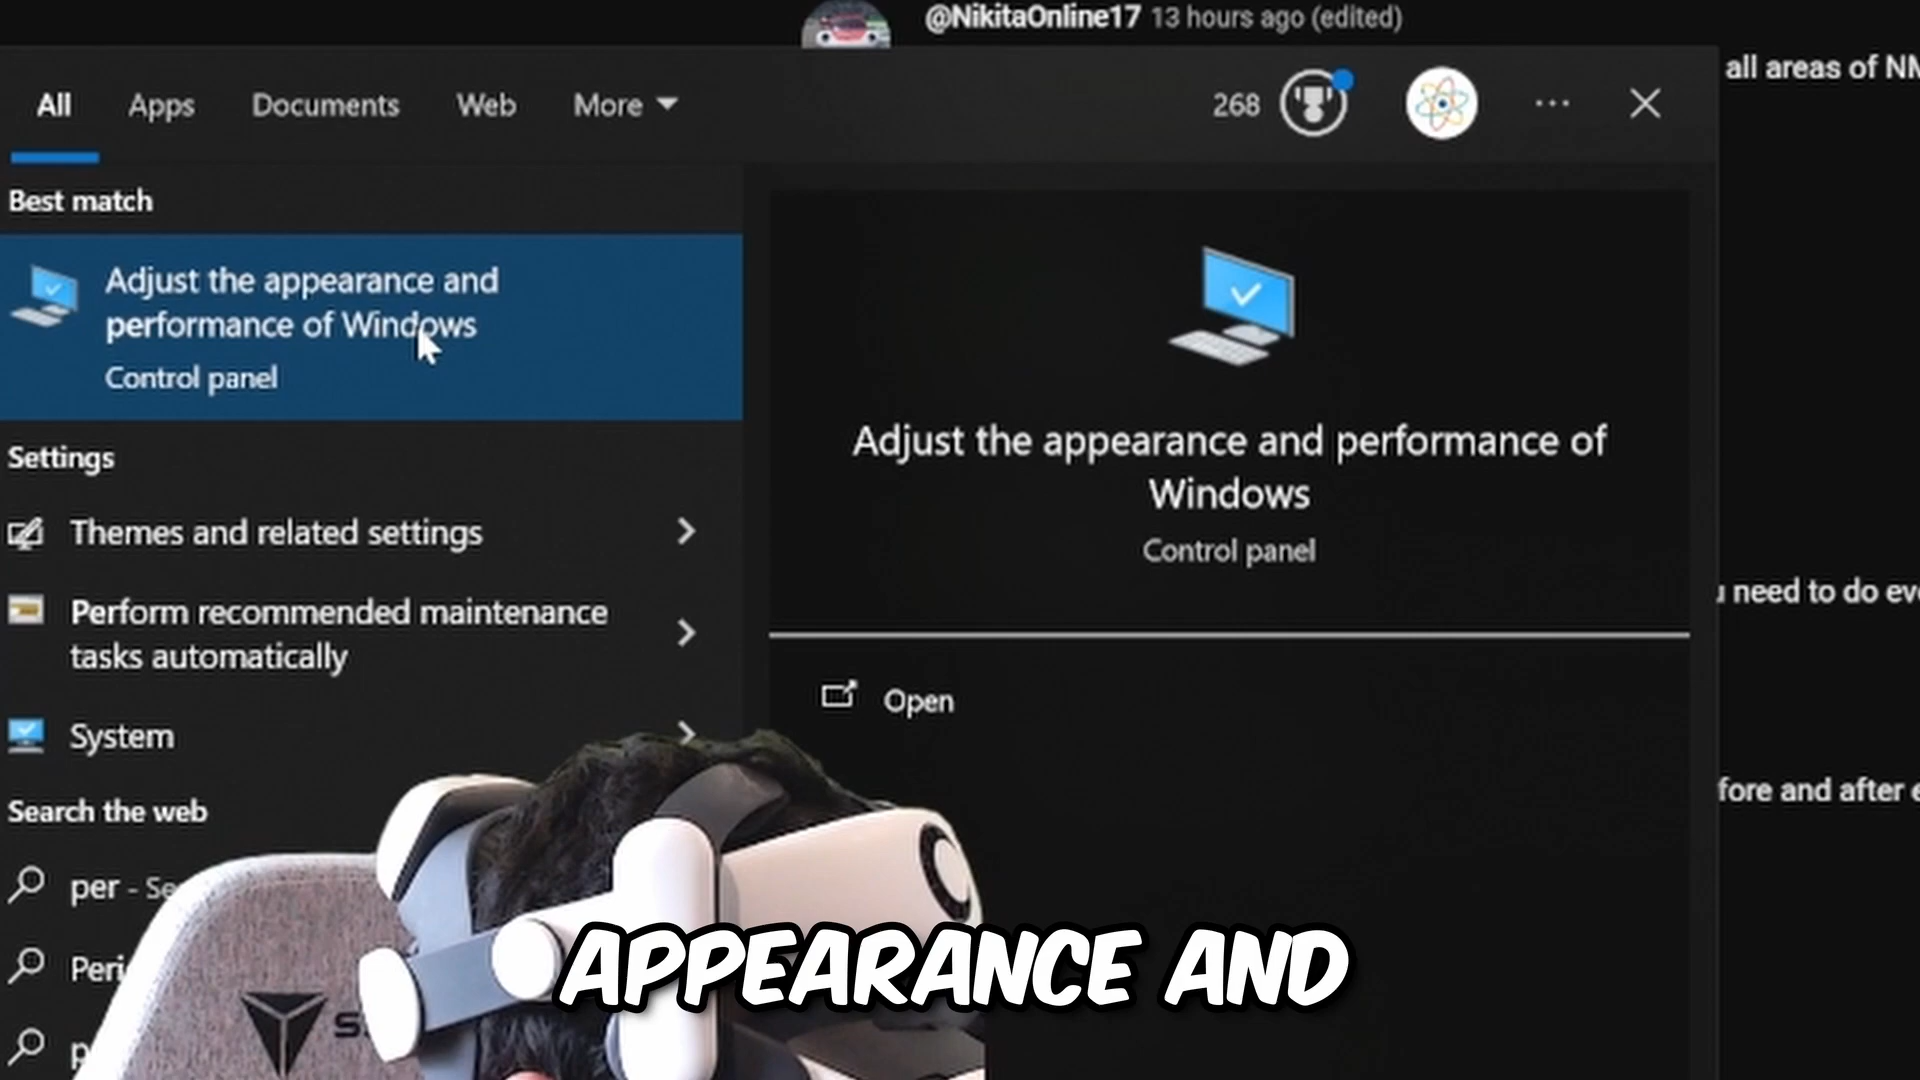 @NikitaOnline17 13 hours ago (edited)
all areas of
All Apps Documents Web More
268
Best match
Adjust the appearance and
performance of Windows
Control panel
Settings
Themes and related settings
Perform recommended maintenance
tasks automatically
System
Search the web
per -
Adjust the appearance and performance of
Windows
Control panel
Open
need to do
and after
APPEARANCE AND